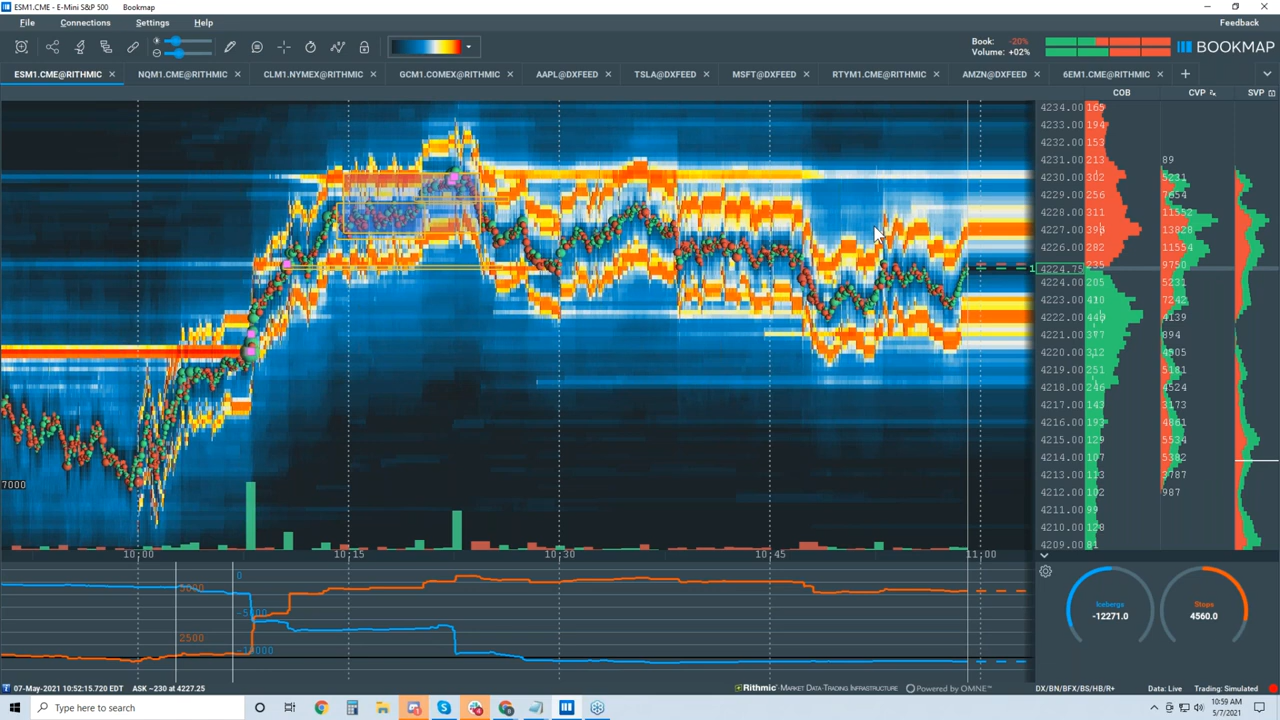 ESM1.CME - E-Mini S&P 500 Bookmap
File Connections Settings Help Feedback
Book: -20%
Volume: +02%
BOOKMAP
ESM1.CME@RITHMIC NQM1.CME@RITHMIC CLM1.NYMEX@RITHMIC GCM1.COMEX@RITHMIC AAPL@DXFEED TSLA@DXFEED MSFT@DXFEED RTYM1.CME@RITHMIC AMZN@DXFEED 6EM1.CME@RITHMIC
COB CVP SVP
4234.00 165
4233.00 194
4232.00 153
4231.00 213 89
4230.00 302 5231
4229.00 256 7654
4228.00 311 11552
4227.00 398 13828
4226.00 282 11554
235 9750
1 4224.75
4224.00 205 5231
4223.00 410 7242
4222.00 4139
4221.00 894
4220.00 312 4805
4219.00 251 5181
4218.00 246 4524
4217.00 143 3173
4216.00 193 4861
4215.00 129 5534
4214.00 107 5382
4213.00 113 3787
4212.00 102 987
4211.00 99
4210.00 128
4209.00 81
7000
10:00 10:15 10:30 10:45 11:00
0
5000
-5000
2500
-10000
Icebergs
-12271.0
Stops
4560.0
07-May-2021 10:52:15.720 EDT ASK ~230 at 4227.25
Rithmic™ Market Data-Trading Infrastructure Powered by OMNE™
DX/BN/BFX/BS/HB/R+ Data: Live Trading: Simulated
Type here to search
10:59 AM
5/7/2021